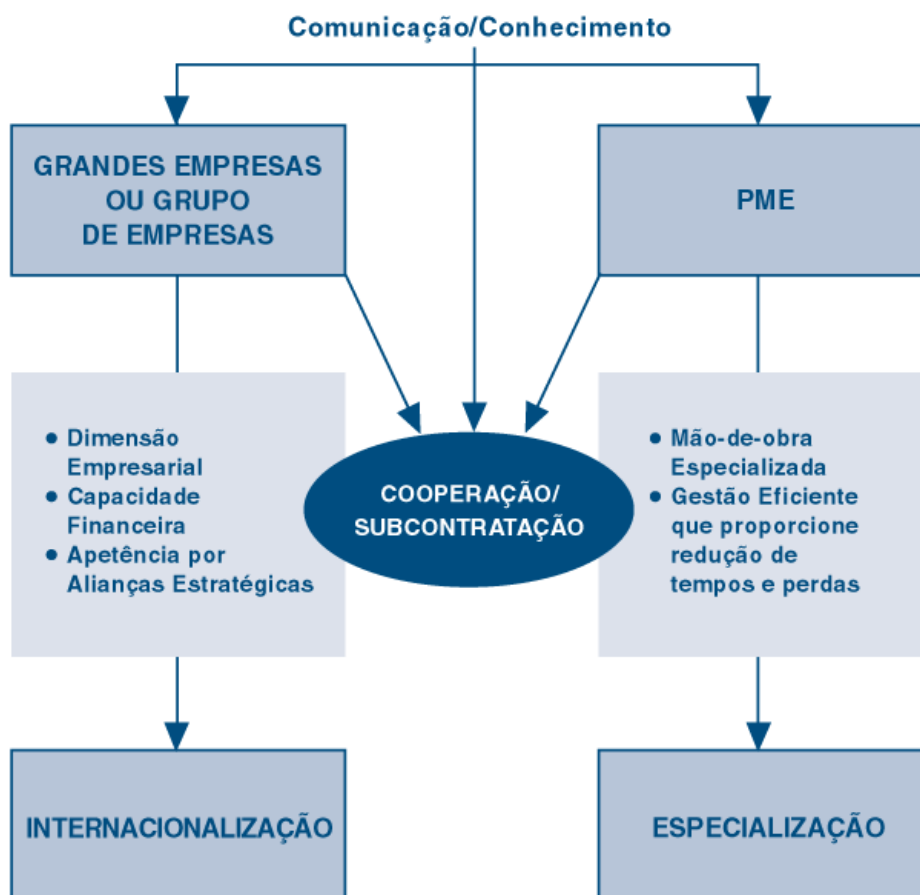 Comunicação/Conhecimento
GRANDES EMPRESAS
OU GRUPO
DE EMPRESAS
PME
• Dimensão
Empresarial
• Capacidade
Financeira
• Apetência por
Alianças Estratégicas
COOPERAÇÃO/
SUBCONTRATAÇÃO
• Mão-de-obra
Especializada
• Gestão Eficiente
que proporcione
redução de
tempos e perdas
INTERNACIONALIZAÇÃO
ESPECIALIZAÇÃO